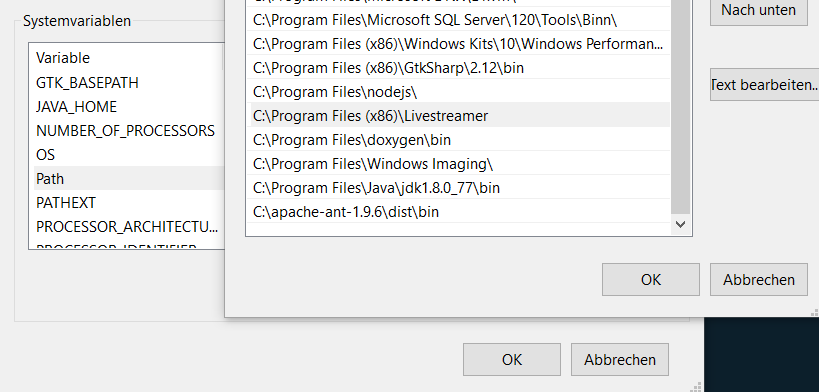 Systemvariablen
Variable
GTK_BASEPATH
JAVA_HOME
NUMBER_OF_PROCESSORS
OS
Path
PATHEXT
PROCESSOR_ARCHITECTU...
PROCESSOR_IDENTIFIER
C:\Program Files\Microsoft SQL Server\120\Tools\Binn\
C:\Program Files (x86)\Windows Kits\10\Windows Performan...
C:\Program Files (x86)\GtkSharp\2.12\bin
C:\Program Files\nodejs\
C:\Program Files (x86)\Livestreamer
C:\Program Files\doxygen\bin
C:\Program Files\Windows Imaging\
C:\Program Files\Java\jdk1.8.0_77\bin
C:\apache-ant-1.9.6\dist\bin
Nach unten
Text bearbeiten...
OK
Abbrechen
OK
Abbrechen